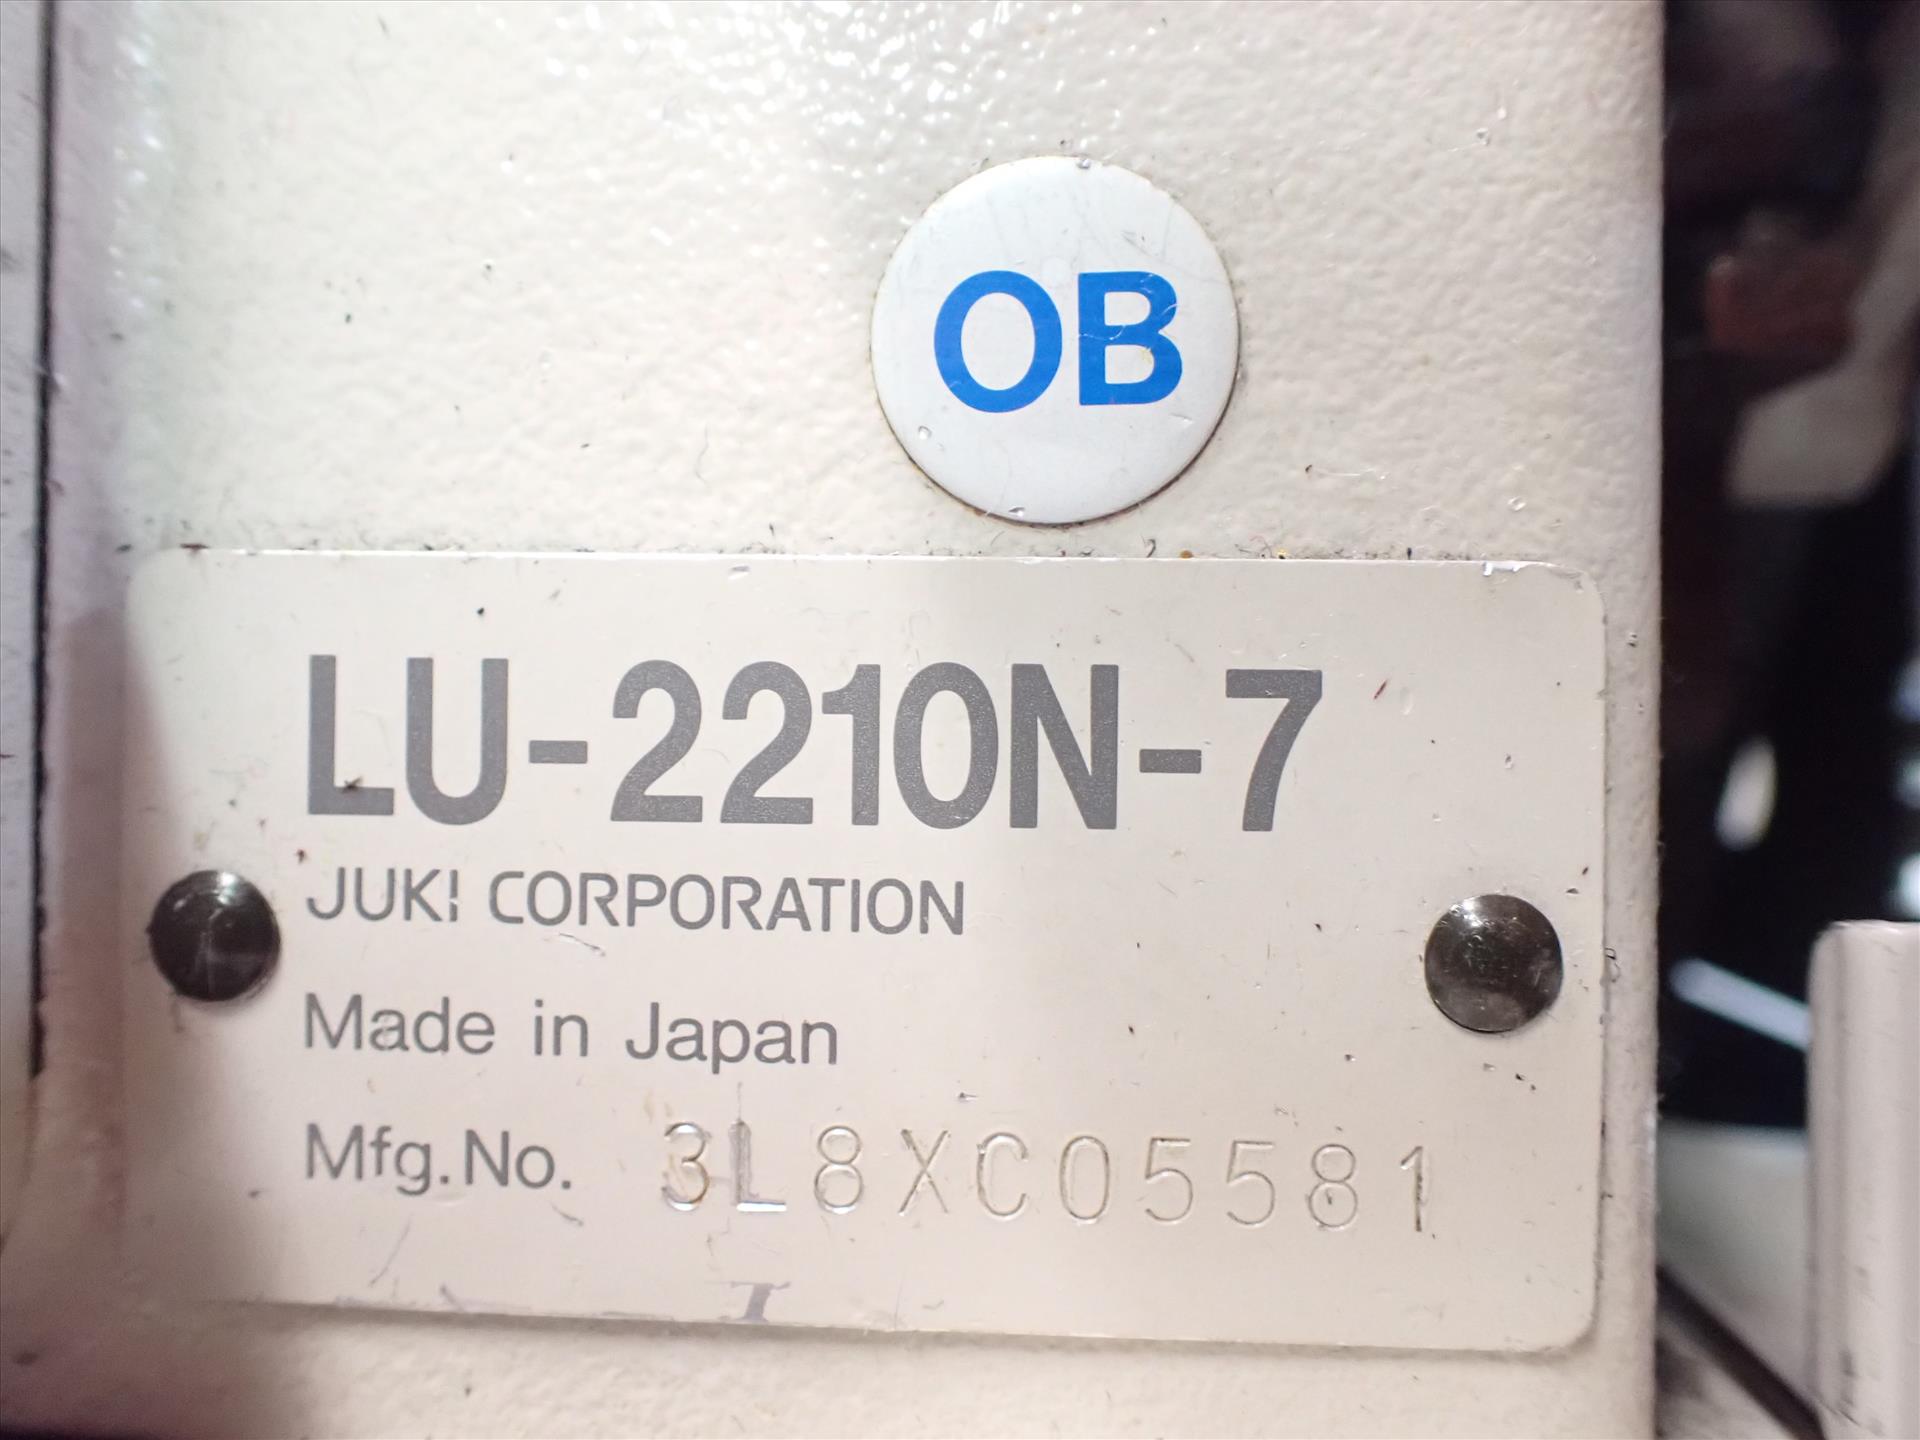 OB
LU-2210N-7
JUKI CORPORATION
Made in Japan
Mfg.No. 3L8XC05581